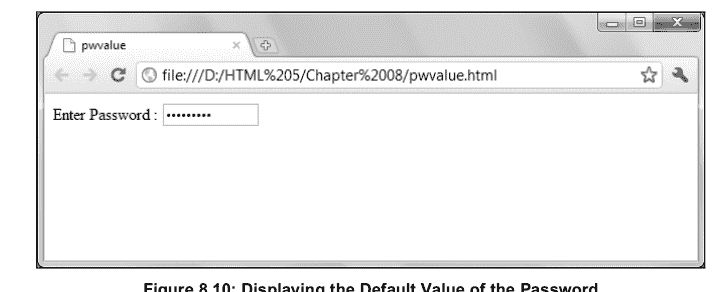 pwvalue
file:///D:/HTML%205/Chapter%2008/pwvalue.html
Enter Password : •••••••••
Figure 8.10: Displaying the Default Value of the Password